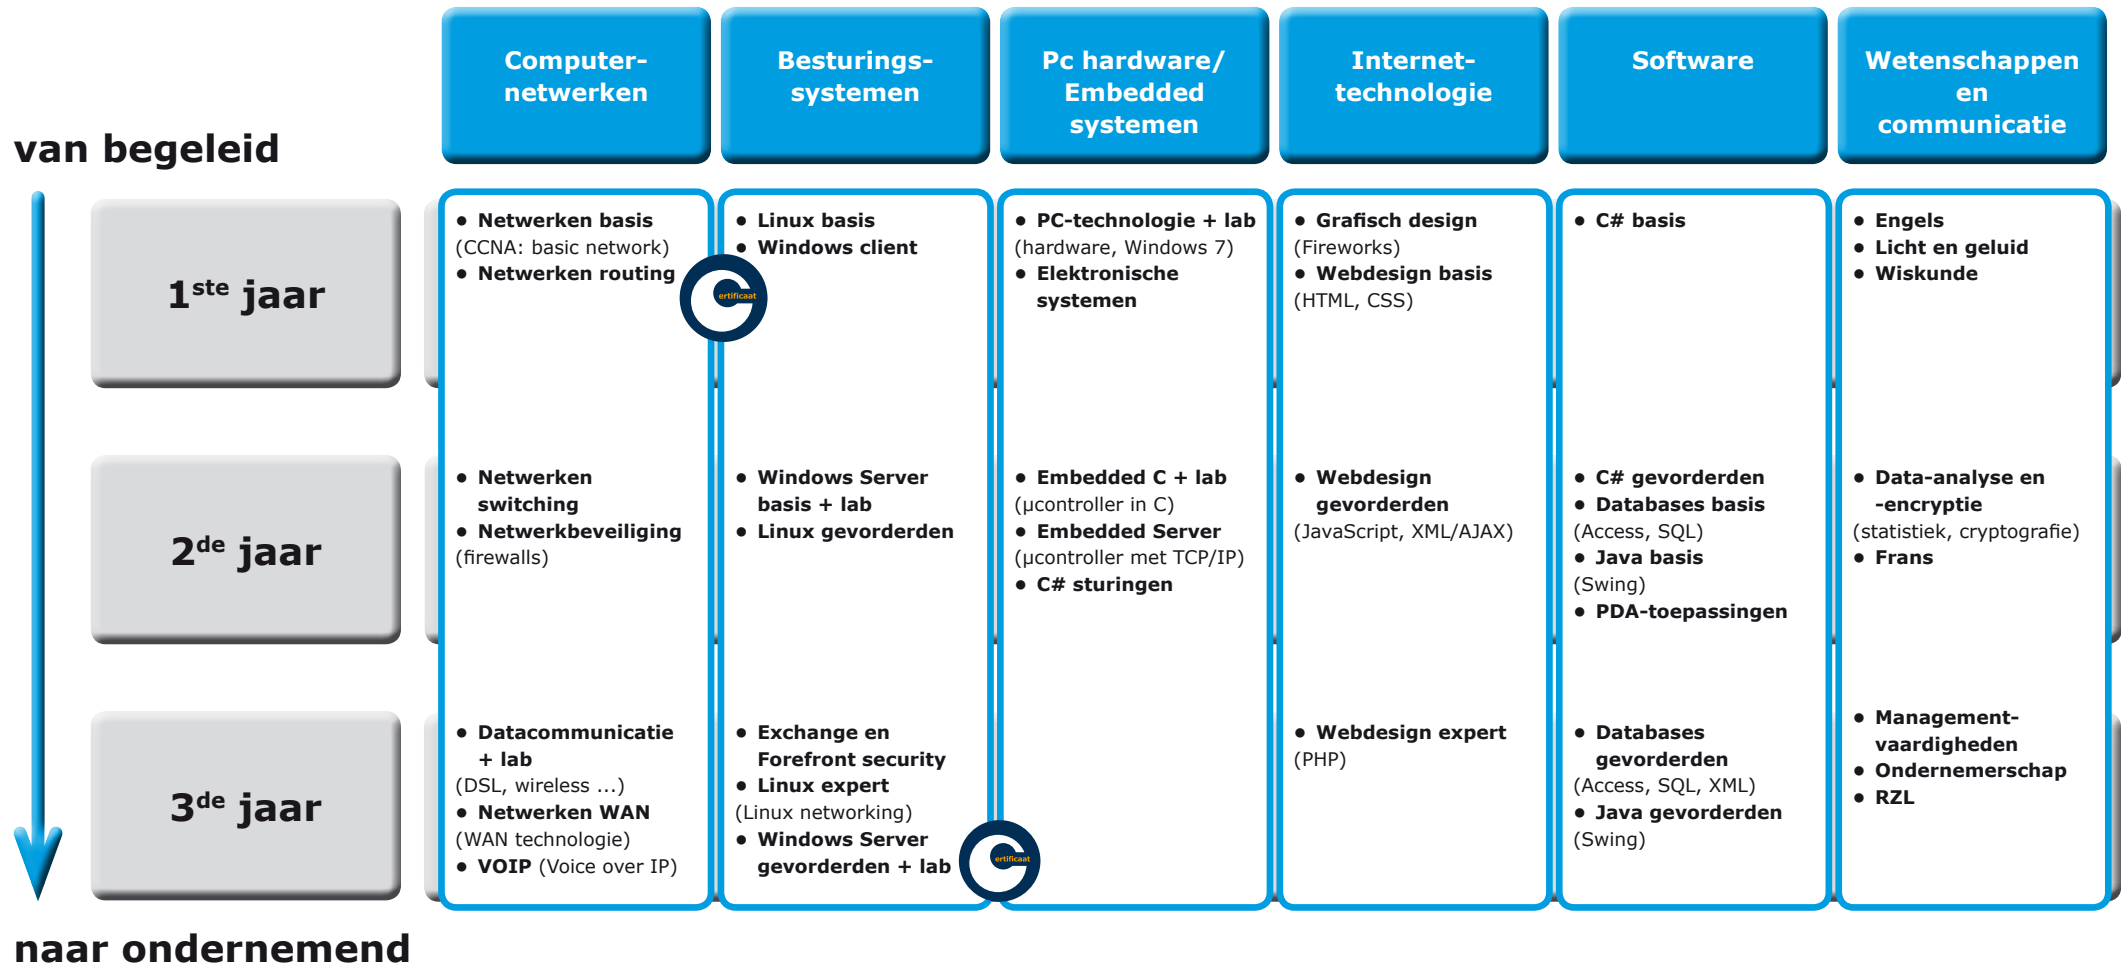 Computer-
netwerken
Besturings-
systemen
Pc hardware/
Embedded
systemen
Internet-
technologie
Software
Wetenschappen
en
communicatie
van begeleid
1ste jaar
• Netwerken basis
(CCNA: basic network)
• Netwerken routing
ertificaat
• Linux basis
• Windows client
• PC-technologie + lab
(hardware, Windows 7)
• Elektronische
systemen
• Grafisch design
(Fireworks)
• Webdesign basis
(HTML, CSS)
• C# basis
• Engels
• Licht en geluid
• Wiskunde
2de jaar
• Netwerken
switching
• Netwerkbeveiliging
(firewalls)
• Windows Server
basis + lab
• Linux gevorderden
• Embedded C + lab
(µcontroller in C)
• Embedded Server
(µcontroller met TCP/IP)
• C# sturingen
• Webdesign
gevorderden
(JavaScript, XML/AJAX)
• C# gevorderden
• Databases basis
(Access, SQL)
• Java basis
(Swing)
• PDA-toepassingen
• Data-analyse en
-encryptie
(statistiek, cryptografie)
• Frans
3de jaar
• Datacommunicatie
+ lab
(DSL, wireless ...)
• Netwerken WAN
(WAN technologie)
• VOIP (Voice over IP)
• Exchange en
Forefront security
• Linux expert
(Linux networking)
• Windows Server
gevorderden + lab
ertificaat
• Webdesign expert
(PHP)
• Databases
gevorderden
(Access, SQL, XML)
• Java gevorderden
(Swing)
• Management-
vaardigheden
• Ondernemerschap
• RZL
naar ondernemend